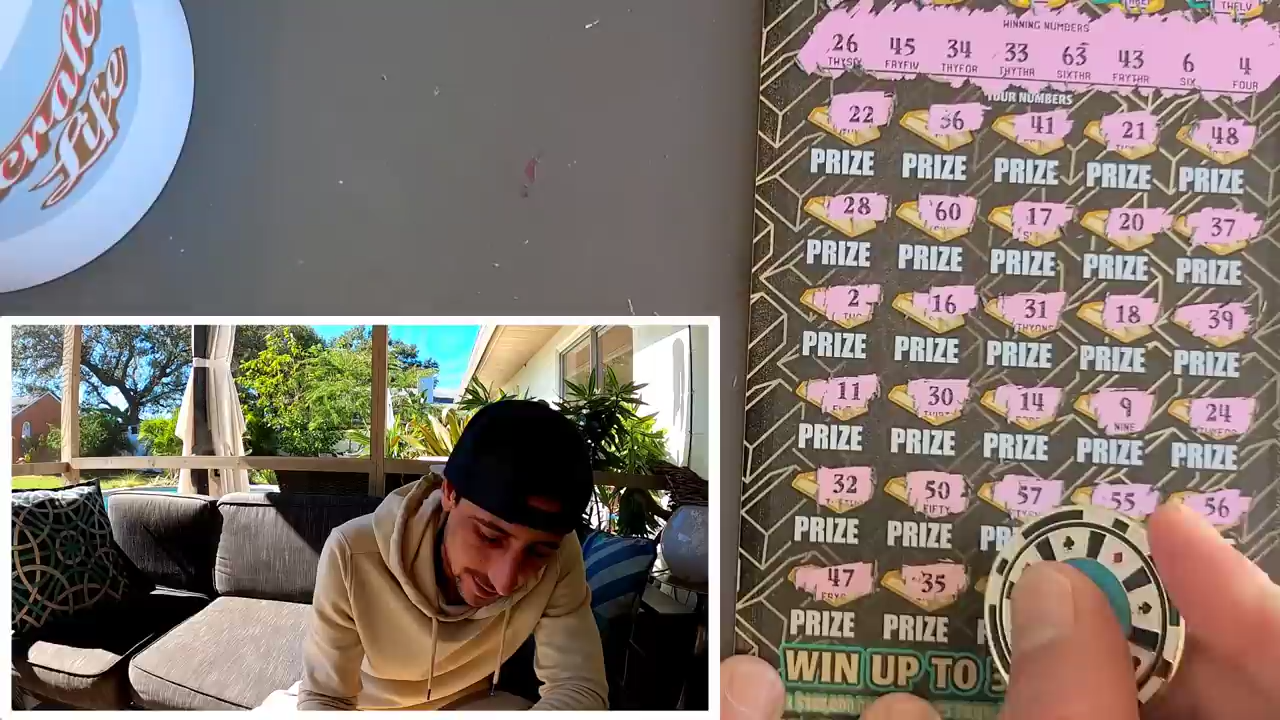 THFLV
WINNING NUMBERS
26 45 34 33 63 43 6 4
THYSIX FRYFIV THYFOR THYTHR SIXTHR FRYTHR SIX FOUR
YOUR NUMBERS
22 36 41 21 48
PRIZE PRIZE PRIZE PRIZE PRIZE
28 60 17 20 37
PRIZE PRIZE PRIZE PRIZE PRIZE
2 16 31 18 39
THYONE
PRIZE PRIZE PRIZE PRIZE PRIZE
11 30 14 9 24
NINE
PRIZE PRIZE PRIZE PRIZE PRIZE
32 50 57 55 56
FIFTY
PRIZE PRIZE
47 35
PRIZE PRIZE
WIN UP TO
life